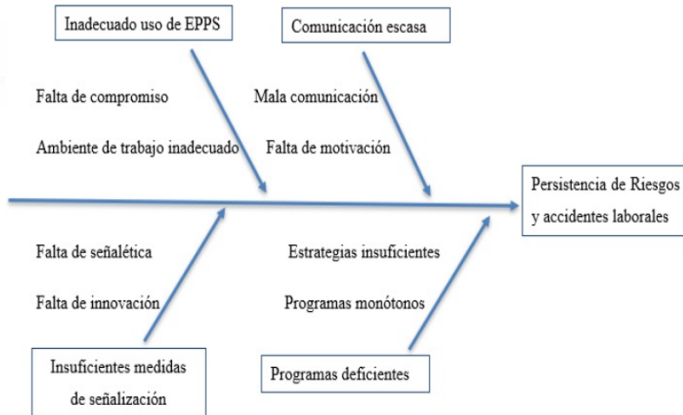 Inadecuado uso de EPPS
Comunicación escasa
Falta de compromiso
Mala comunicación
Ambiente de trabajo inadecuado
Falta de motivación
Persistencia de Riesgos
y accidentes laborales
Falta de señalética
Estrategias insuficientes
Falta de innovación
Programas monótonos
Insuficientes medidas
de señalización
Programas deficientes